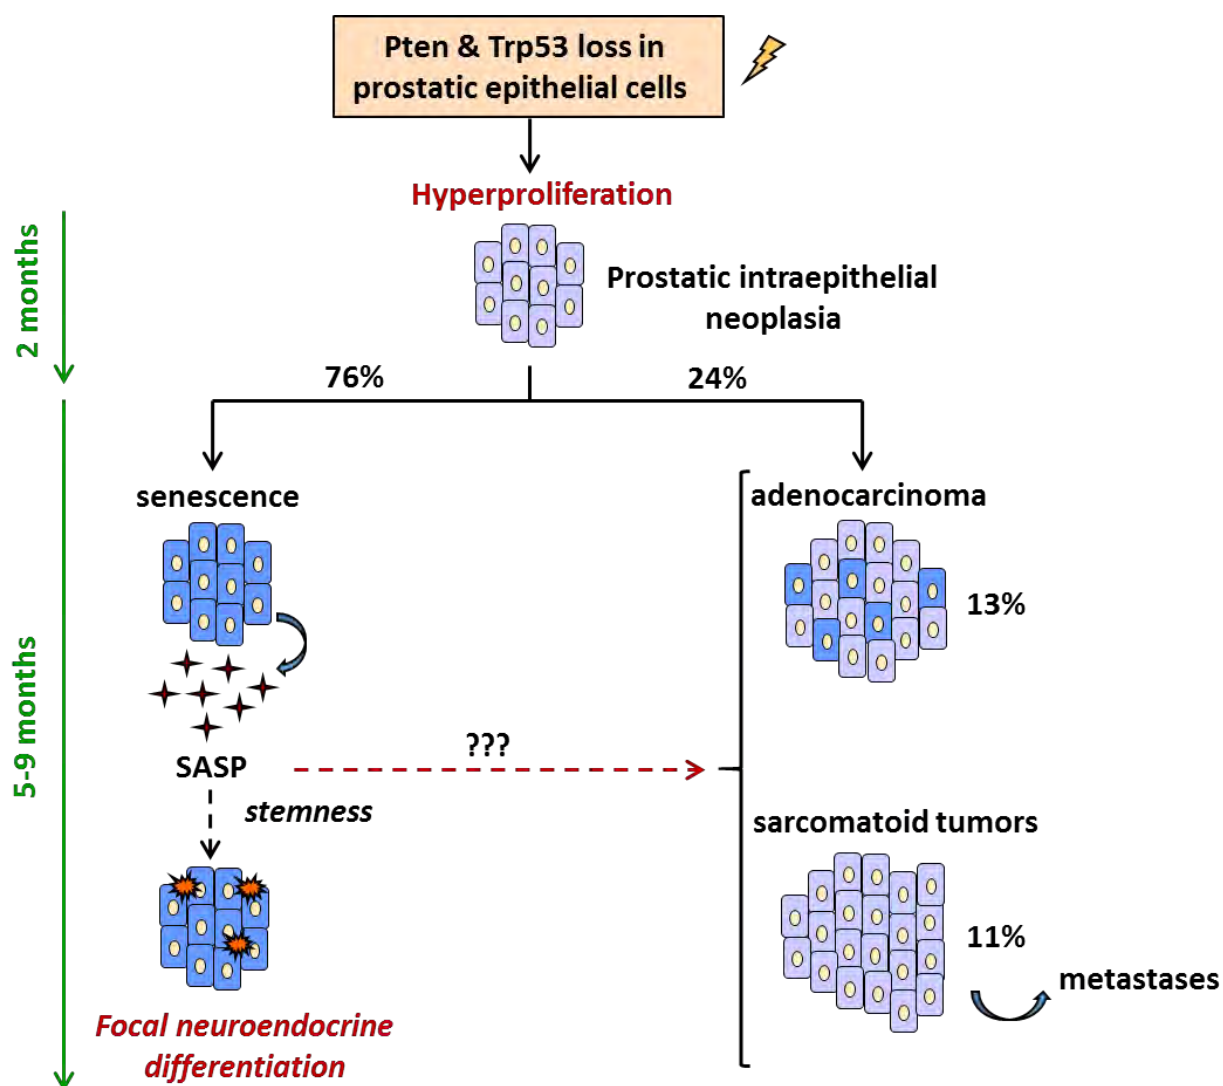 Pten & Trp53 loss in
prostatic epithelial cells
Hyperproliferation
2 months
Prostatic intraepithelial
neoplasia
76%
24%
5-9 months
senescence
adenocarcinoma
13%
SASP
???
stemness
sarcomatoid tumors
11%
metastases
Focal neuroendocrine
differentiation